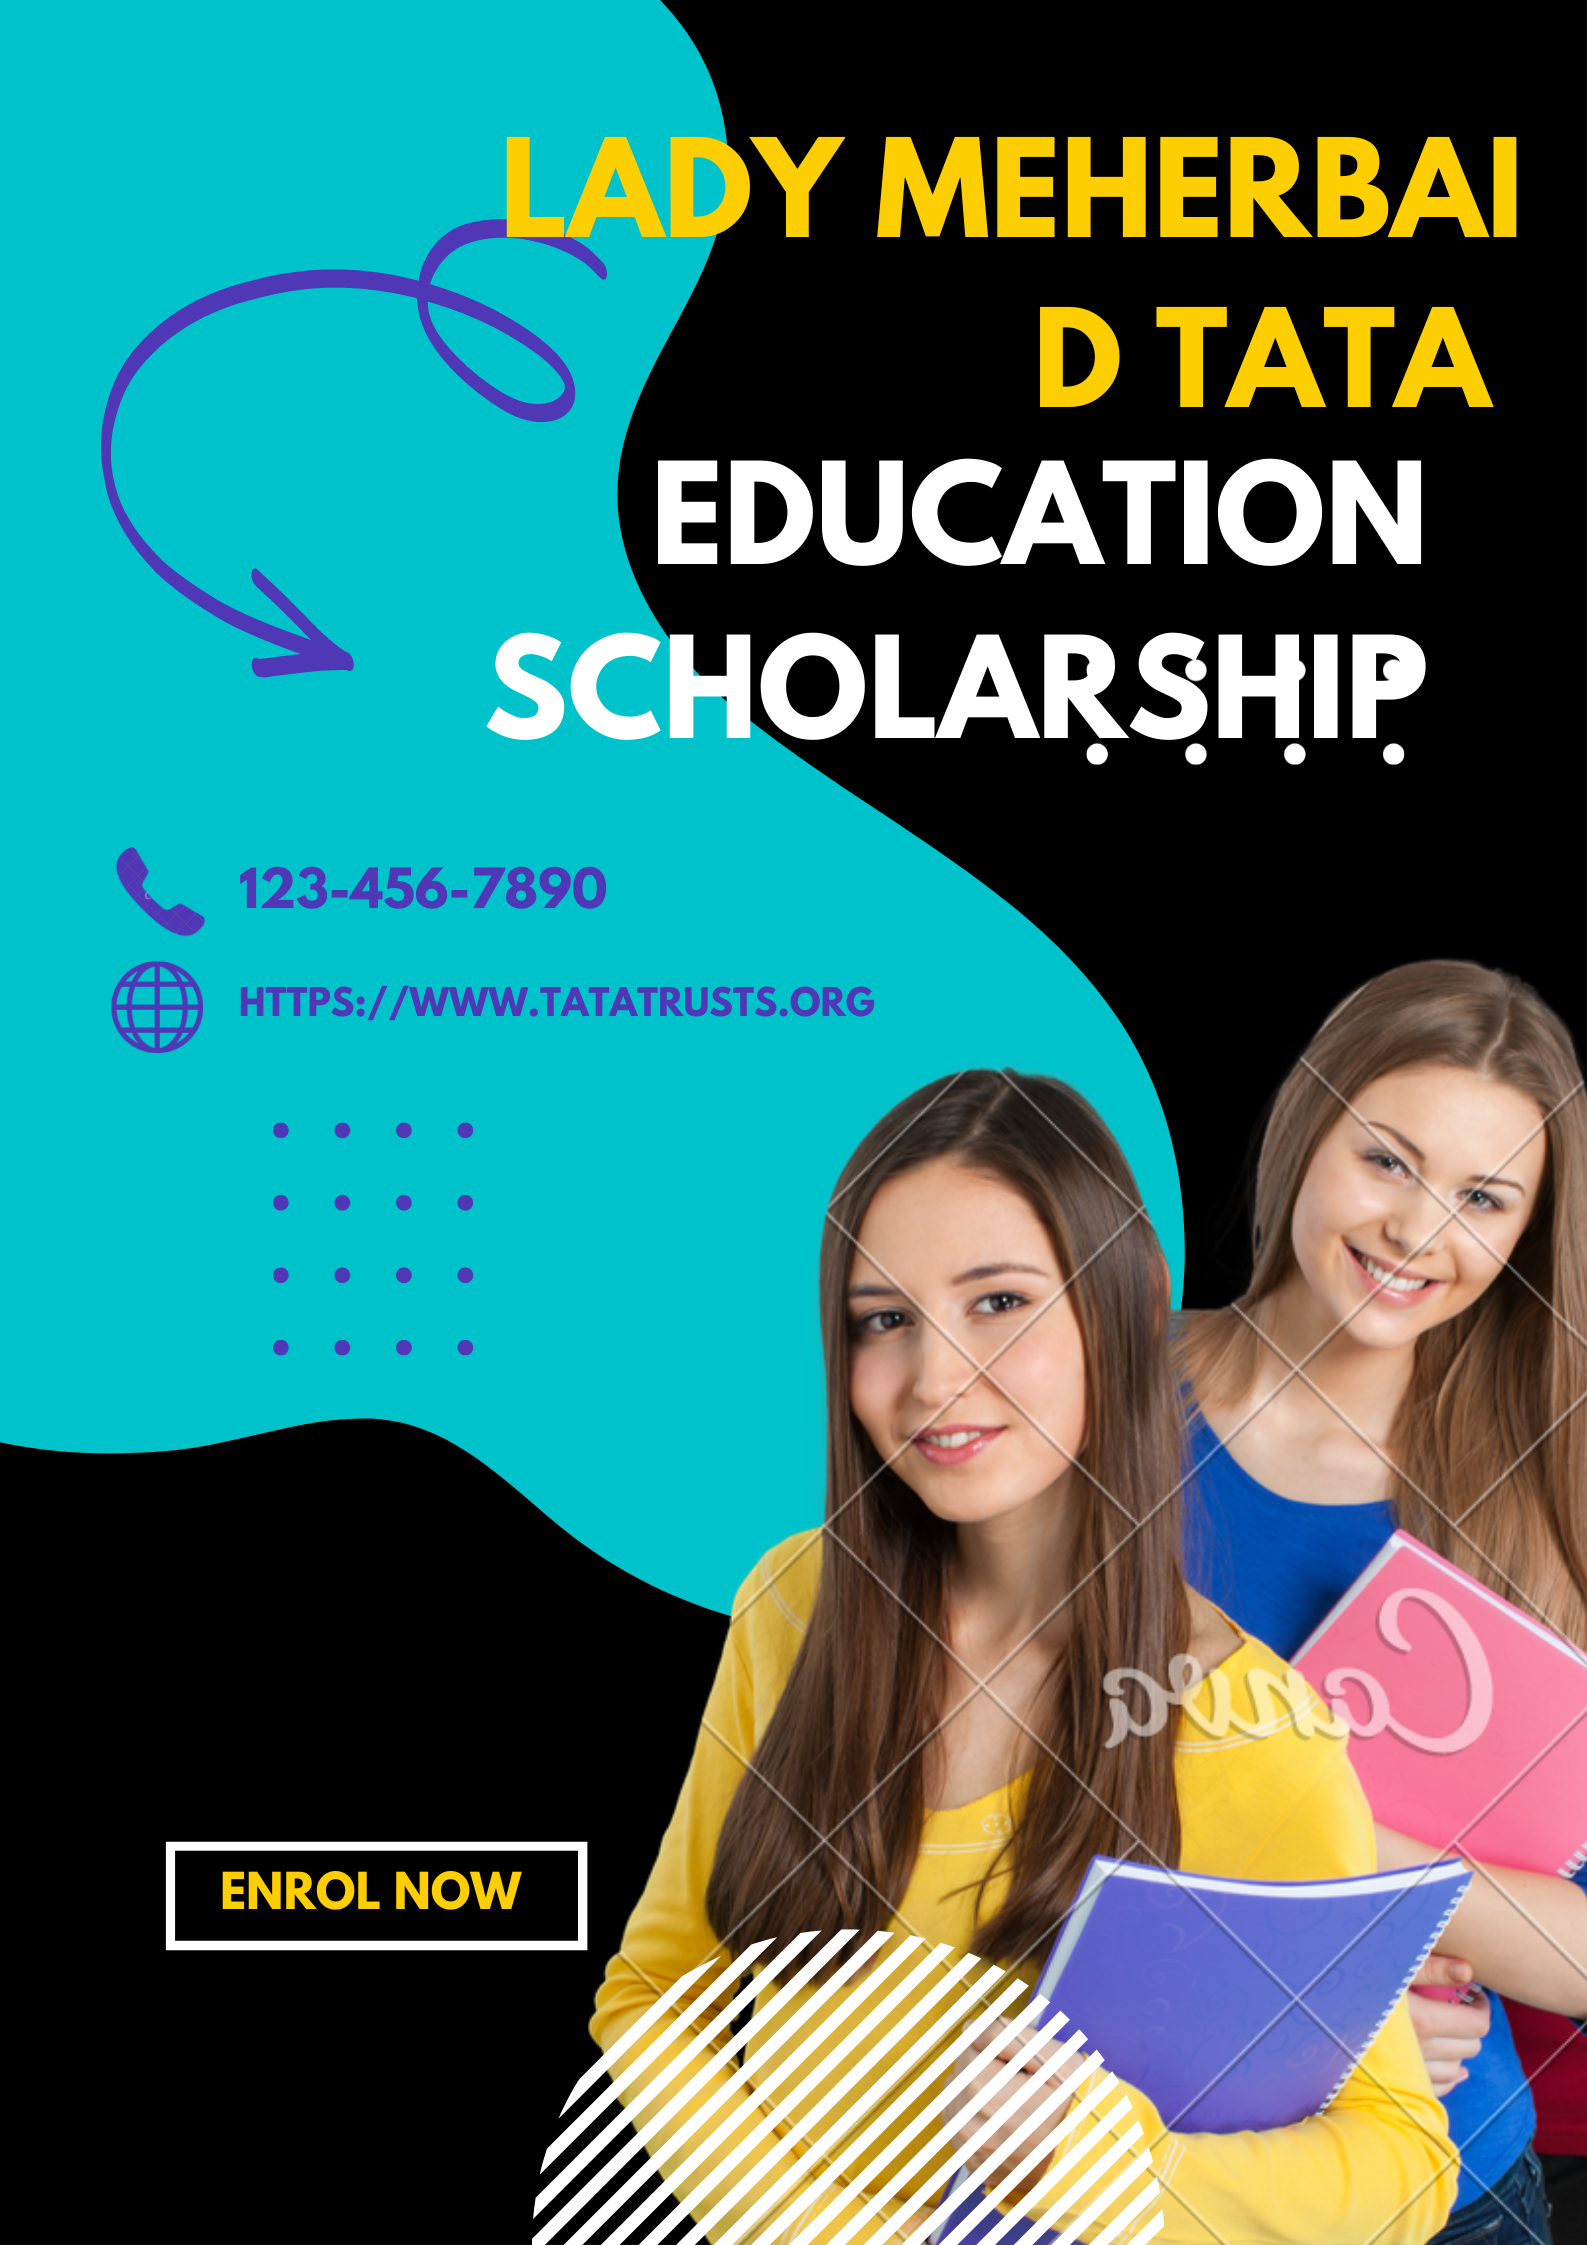 LADY MEHERBAI
D TATA
EDUCATION
SCHOLARSHIP
123-456-7890
HTTPS://WWW.TATATRUSTS.ORG
Canva
ENROL NOW